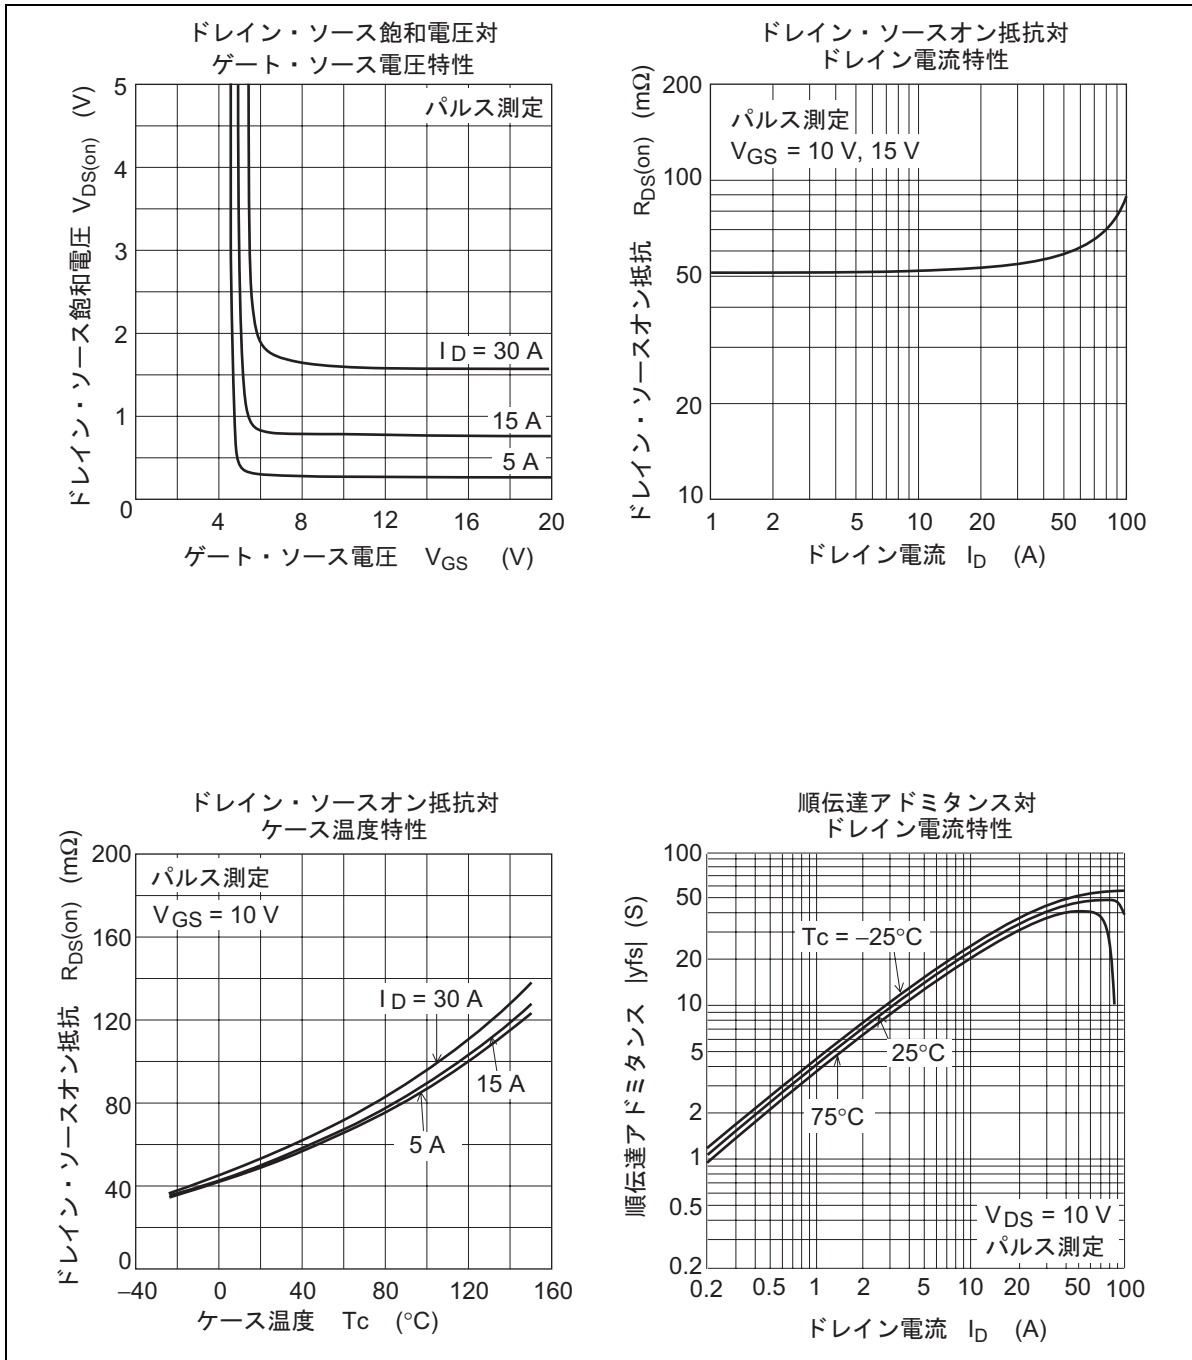 ドレイン・ソース飽和電圧対
ゲート・ソース電圧特性
ドレイン・ソース飽和電圧 VDS(on) (V)
5
4
3
2
1
0
パルス測定
I D = 30 A
15 A
5 A
0 4 8 12 16 20
ゲート・ソース電圧 VGS (V)
ドレイン・ソースオン抵抗対
ドレイン電流特性
ドレイン・ソースオン抵抗 RDS(on) (mΩ)
200
100
50
20
10
パルス測定
VGS = 10 V, 15 V
1 2 5 10 20 50 100
ドレイン電流 ID (A)
ドレイン・ソースオン抵抗対
ケース温度特性
ドレイン・ソースオン抵抗 RDS(on) (mΩ)
200
160
120
80
40
0
パルス測定
V GS = 10 V
I D = 30 A
15 A
5 A
–40 0 40 80 120 160
ケース温度 Tc (°C)
順伝達アドミタンス対
ドレイン電流特性
順伝達アドミタンス |yfs| (S)
100
50
20
10
5
2
1
0.5
0.2
Tc = –25°C
25°C
75°C
V DS = 10 V
パルス測定
0.2 0.5 1 2 5 10 20 50 100
ドレイン電流 ID (A)